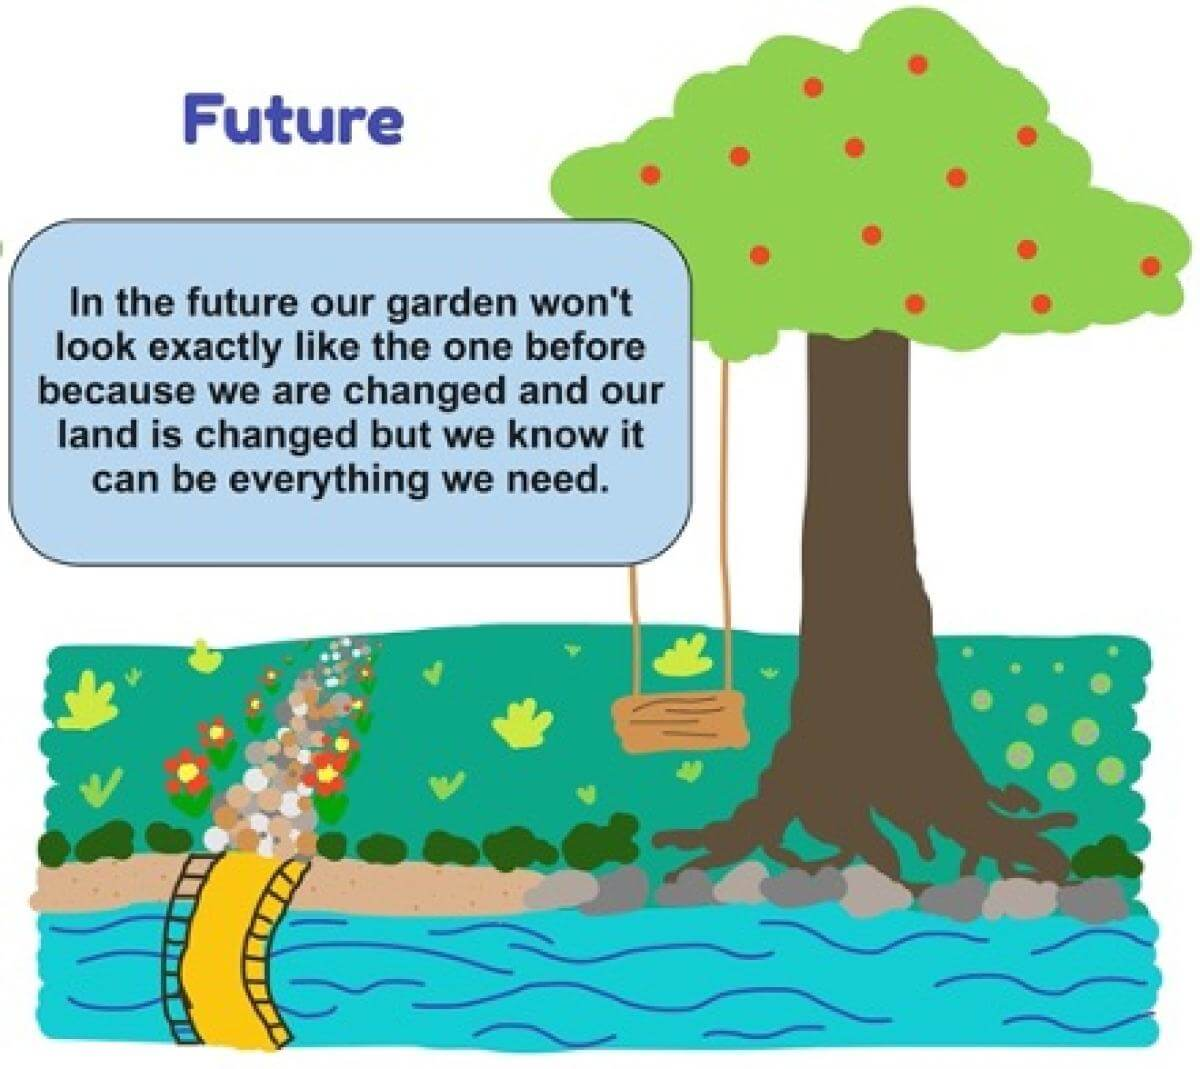 Future
In the future our garden won't
look exactly like the one before
because we are changed and our
land is changed but we know it
can be everything we need.